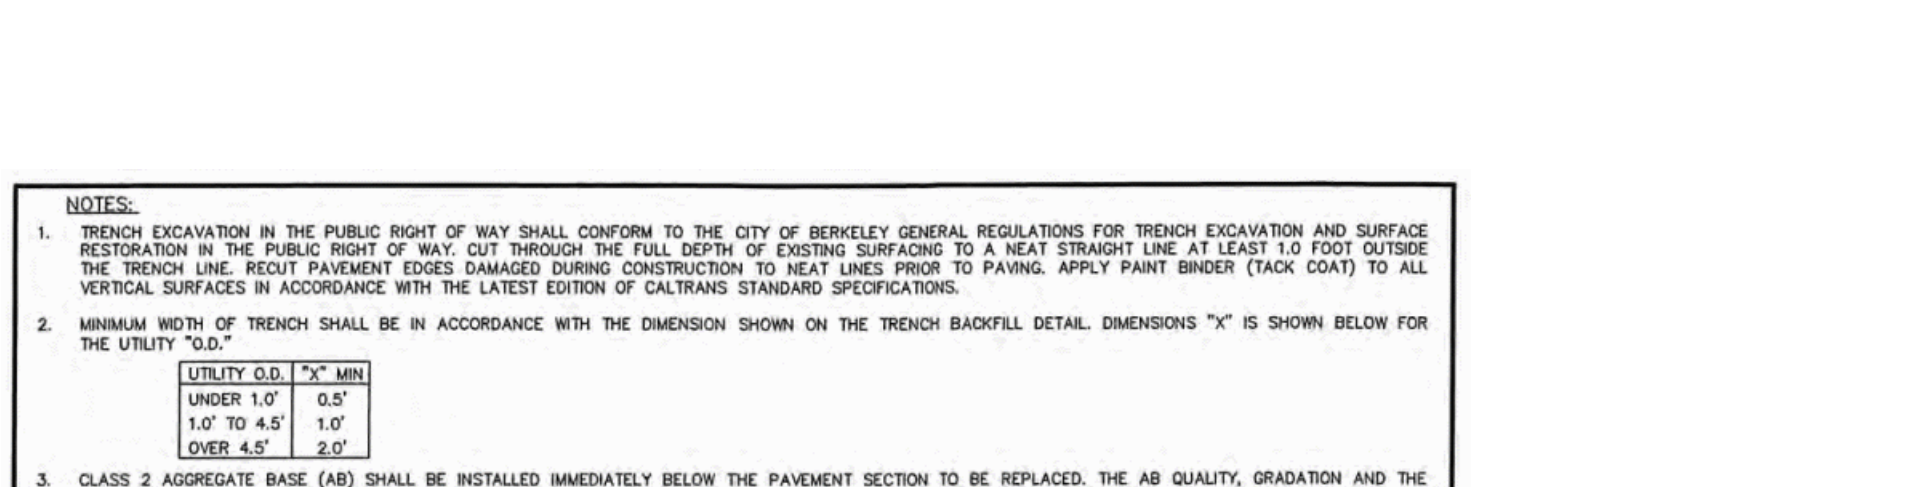 NOTES:
1. TRENCH EXCAVATION IN THE PUBLIC RIGHT OF WAY SHALL CONFORM TO THE CITY OF BERKELEY GENERAL REGULATIONS FOR TRENCH EXCAVATION AND SURFACE
RESTORATION IN THE PUBLIC RIGHT OF WAY. CUT THROUGH THE FULL DEPTH OF EXISTING SURFACING TO A NEAT STRAIGHT LINE AT LEAST 1.0 FOOT OUTSIDE
THE TRENCH LINE. RECUT PAVEMENT EDGES DAMAGED DURING CONSTRUCTION TO NEAT LINES PRIOR TO PAVING. APPLY PAINT BINDER (TACK COAT) TO ALL
VERTICAL SURFACES IN ACCORDANCE WITH THE LATEST EDITION OF CALTRANS STANDARD SPECIFICATIONS.
2. MINIMUM WIDTH OF TRENCH SHALL BE IN ACCORDANCE WITH THE DIMENSION SHOWN ON THE TRENCH BACKFILL DETAIL. DIMENSIONS "X" IS SHOWN BELOW FOR
THE UTILITY "O.D."
UTILITY O.D. "X" MIN
UNDER 1.0' 0.5'
1.0' TO 4.5' 1.0'
OVER 4.5' 2.0'
3. CLASS 2 AGGREGATE BASE (AB) SHALL BE INSTALLED IMMEDIATELY BELOW THE PAVEMENT SECTION TO BE REPLACED. THE AB QUALITY, GRADATION AND THE